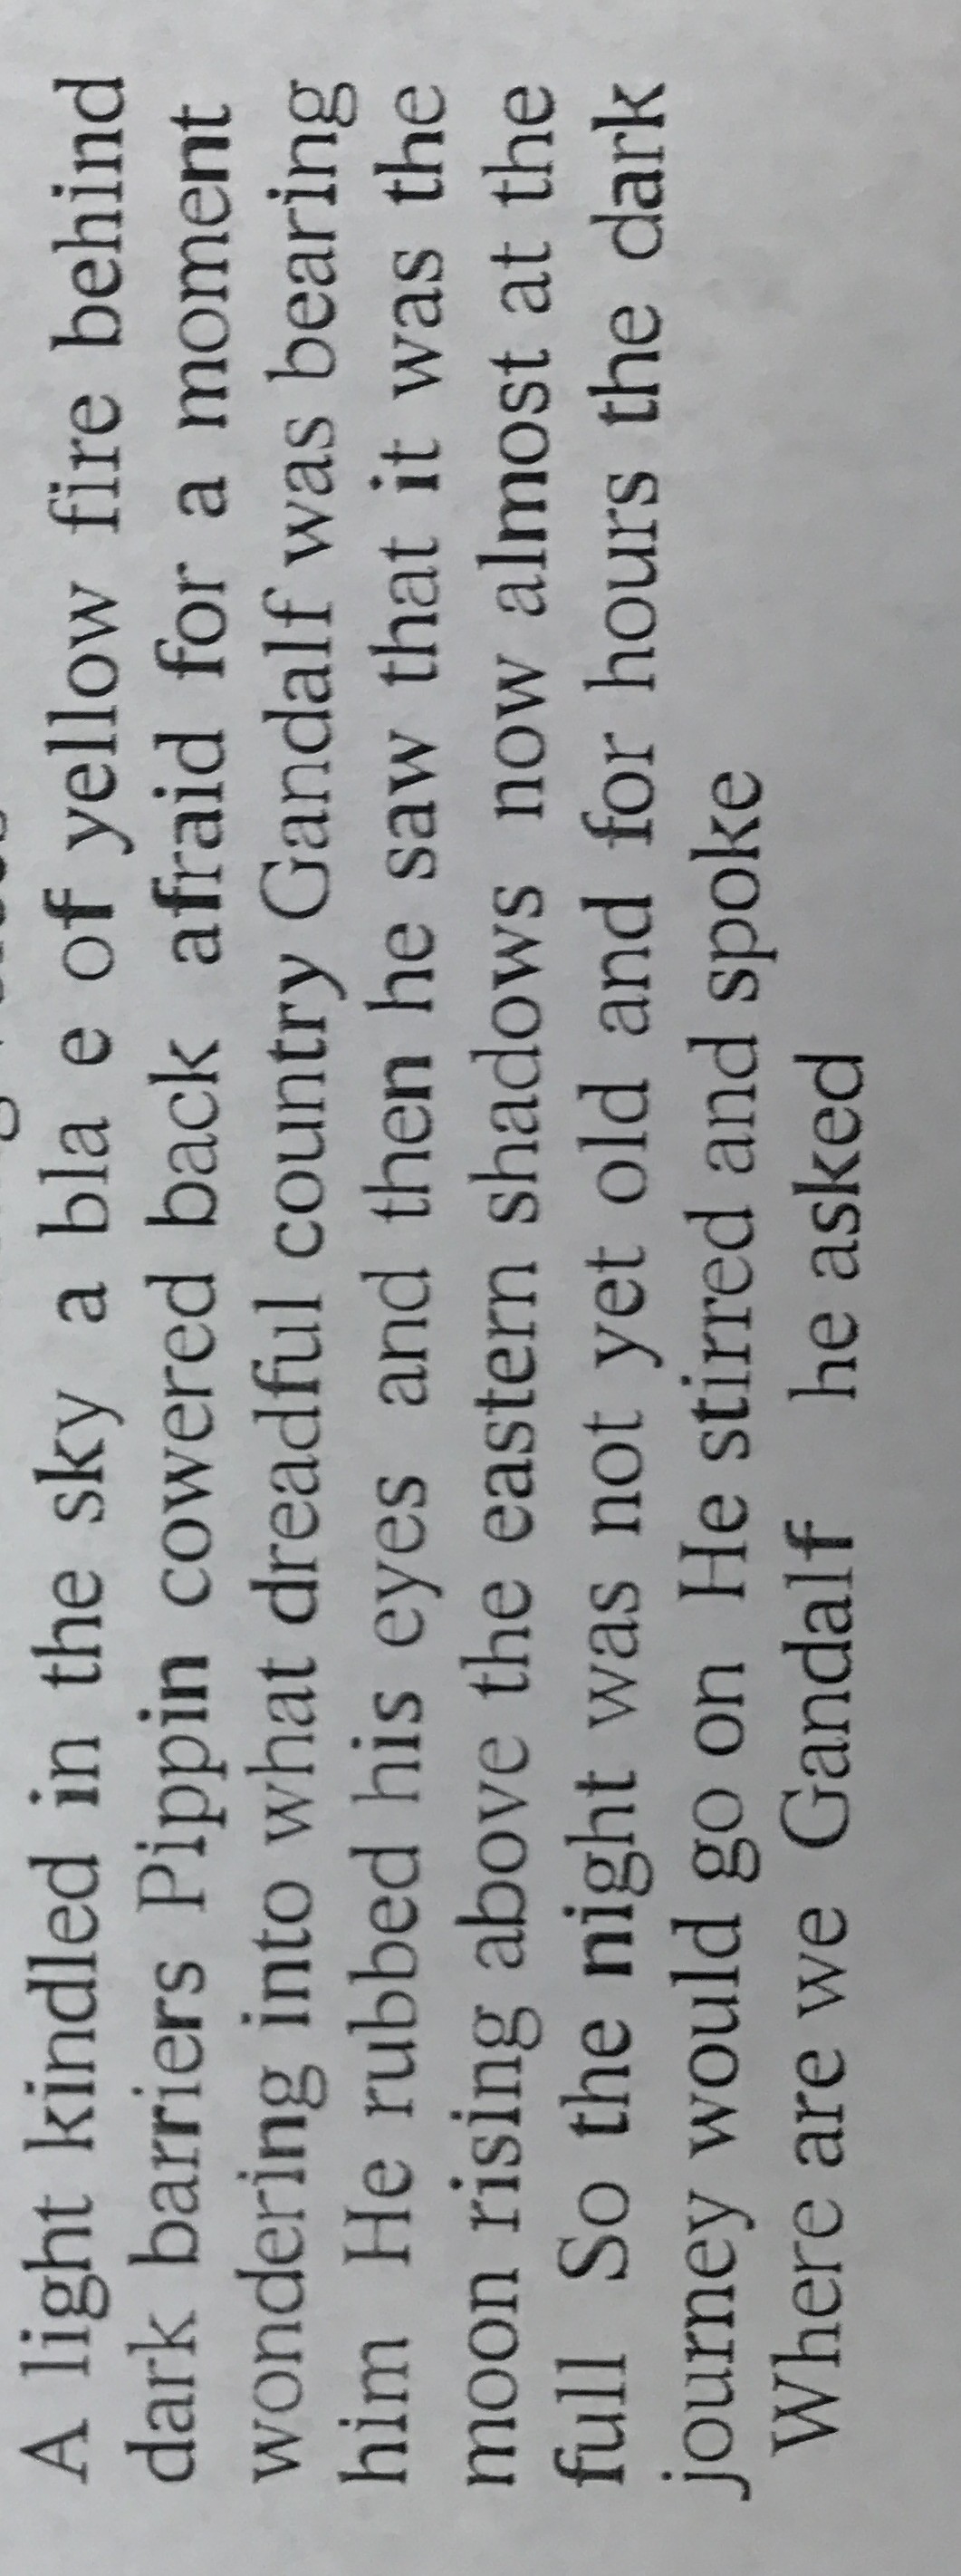 A light kindled in the sky a bla e of yellow fire behind
dark barriers Pippin cowered back afraid for a moment
wondering into what dreadful country Gandalf was bearing
him He rubbed his eyes and then he saw that it was the
moon rising above the eastern shadows now almost at the
full So the night was not yet old and for hours the dark
journey would go on He stirred and spoke
Where are we Gandalf he asked